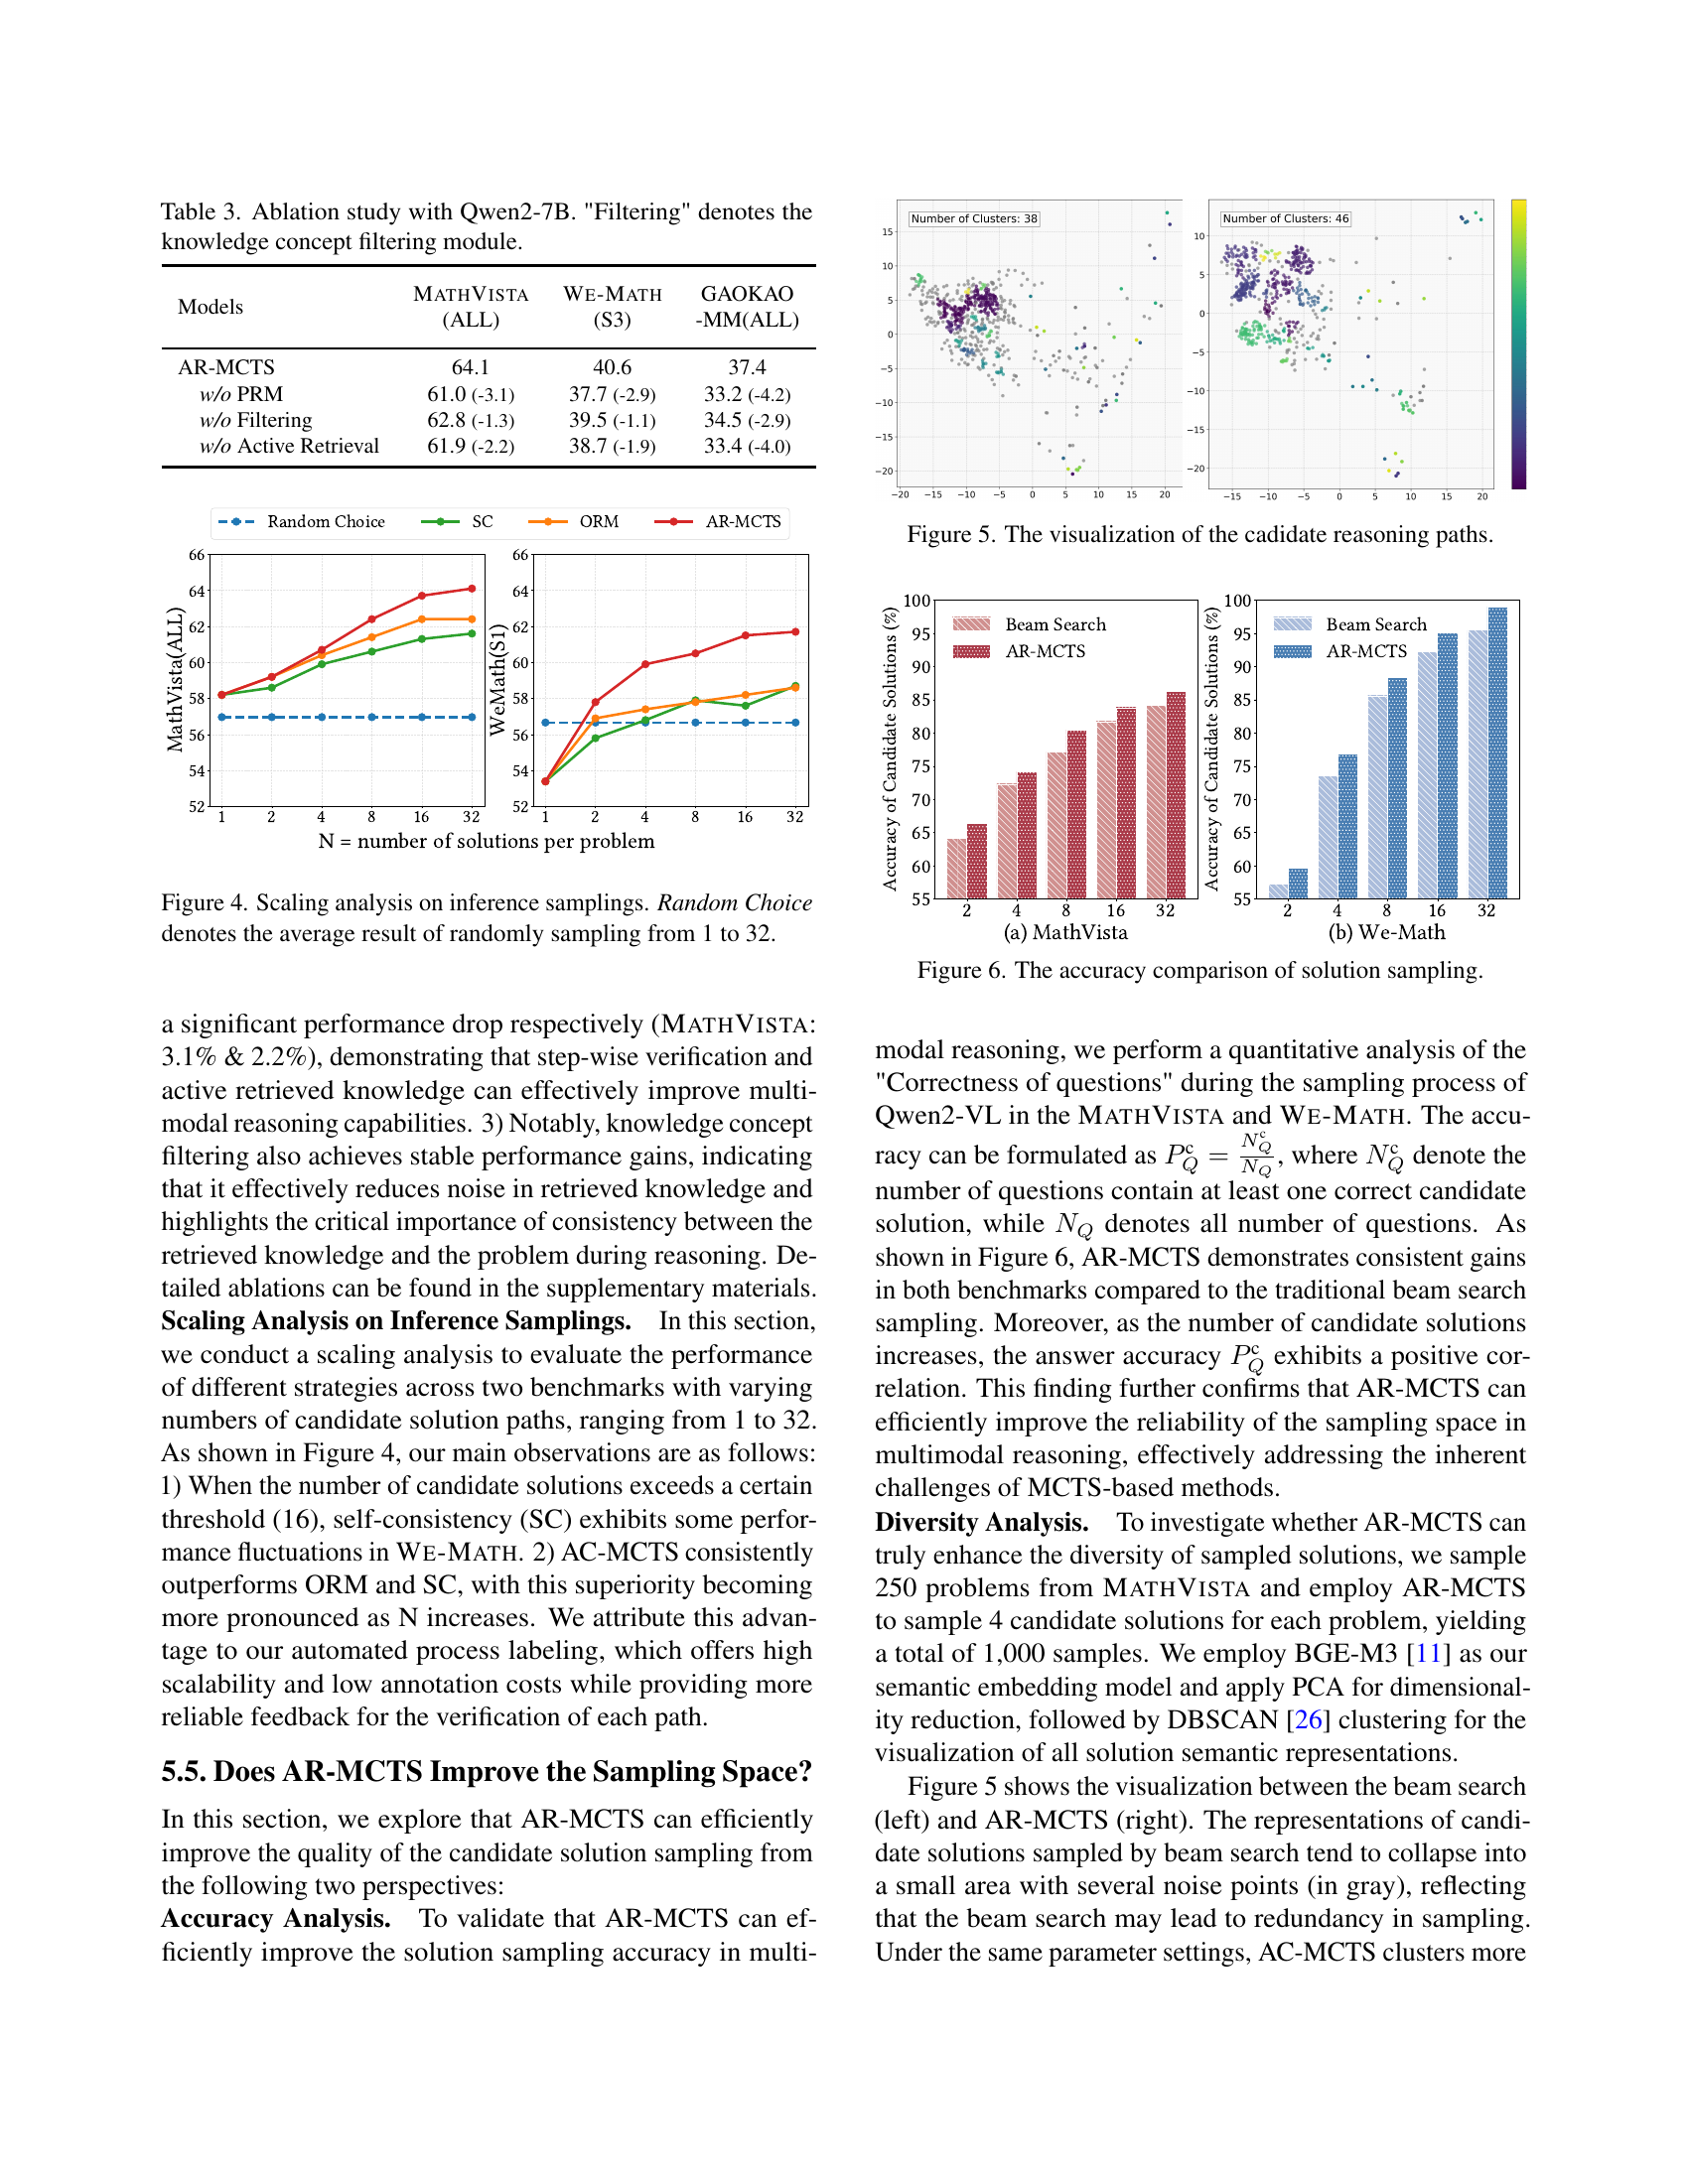 Table 3. Ablation study with Qwen2-7B. "Filtering" denotes the
knowledge concept filtering module.
Models MATHVISTA (ALL) WE-MATH (S3) GAOKAO -MM(ALL)
AR-MCTS 64.1 40.6 37.4
w/o PRM 61.0 (-3.1) 37.7 (-2.9) 33.2 (-4.2)
w/o Filtering 62.8 (-1.3) 39.5 (-1.1) 34.5 (-2.9)
w/o Active Retrieval 61.9 (-2.2) 38.7 (-1.9) 33.4 (-4.0)
Random Choice SC ORM AR-MCTS
MathVista(ALL)
66
64
62
60
58
56
54
52
1 2 4 8 16 32
WeMath(S1)
66
64
62
60
58
56
54
52
1 2 4 8 16 32
N = number of solutions per problem
Figure 4. Scaling analysis on inference samplings. Random Choice
denotes the average result of randomly sampling from 1 to 32.
a significant performance drop respectively (MATHVISTA:
3.1% & 2.2%), demonstrating that step-wise verification and
active retrieved knowledge can effectively improve multi-
modal reasoning capabilities. 3) Notably, knowledge concept
filtering also achieves stable performance gains, indicating
that it effectively reduces noise in retrieved knowledge and
highlights the critical importance of consistency between the
retrieved knowledge and the problem during reasoning. De-
tailed ablations can be found in the supplementary materials.
Scaling Analysis on Inference Samplings. In this section,
we conduct a scaling analysis to evaluate the performance
of different strategies across two benchmarks with varying
numbers of candidate solution paths, ranging from 1 to 32.
As shown in Figure 4, our main observations are as follows:
1) When the number of candidate solutions exceeds a certain
threshold (16), self-consistency (SC) exhibits some perfor-
mance fluctuations in WE-MATH. 2) AC-MCTS consistently
outperforms ORM and SC, with this superiority becoming
more pronounced as N increases. We attribute this advan-
tage to our automated process labeling, which offers high
scalability and low annotation costs while providing more
reliable feedback for the verification of each path.
5.5. Does AR-MCTS Improve the Sampling Space?
In this section, we explore that AR-MCTS can efficiently
improve the quality of the candidate solution sampling from
the following two perspectives:
Accuracy Analysis. To validate that AR-MCTS can ef-
ficiently improve the solution sampling accuracy in multi-
Number of Clusters: 38
15
10
5
0
−5
−10
−15
−20
−20 −15 −10 −5 0 5 10 15 20
Number of Clusters: 46
10
5
0
−5
−10
−15
−20
−15 −10 −5 0 5 10 15 20
Figure 5. The visualization of the cadidate reasoning paths.
Accuracy of Candidate Solutions (%)
100
95
90
85
80
75
70
65
60
55
Beam Search
AR-MCTS
2 4 8 16 32
(a) MathVista
Accuracy of Candidate Solutions (%)
100
95
90
85
80
75
70
65
60
55
Beam Search
AR-MCTS
2 4 8 16 32
(b) We-Math
Figure 6. The accuracy comparison of solution sampling.
modal reasoning, we perform a quantitative analysis of the
"Correctness of questions" during the sampling process of
Qwen2-VL in the MATHVISTA and WE-MATH. The accu-
racy can be formulated as $P_Q^c = \frac{N_Q^c}{N_Q}$, where $N_Q^c$ denote the
number of questions contain at least one correct candidate
solution, while $N_Q$ denotes all number of questions. As
shown in Figure 6, AR-MCTS demonstrates consistent gains
in both benchmarks compared to the traditional beam search
sampling. Moreover, as the number of candidate solutions
increases, the answer accuracy $P_Q^c$ exhibits a positive cor-
relation. This finding further confirms that AR-MCTS can
efficiently improve the reliability of the sampling space in
multimodal reasoning, effectively addressing the inherent
challenges of MCTS-based methods.
Diversity Analysis. To investigate whether AR-MCTS can
truly enhance the diversity of sampled solutions, we sample
250 problems from MATHVISTA and employ AR-MCTS
to sample 4 candidate solutions for each problem, yielding
a total of 1,000 samples. We employ BGE-M3 [11] as our
semantic embedding model and apply PCA for dimensional-
ity reduction, followed by DBSCAN [26] clustering for the
visualization of all solution semantic representations.
Figure 5 shows the visualization between the beam search
(left) and AR-MCTS (right). The representations of candi-
date solutions sampled by beam search tend to collapse into
a small area with several noise points (in gray), reflecting
that the beam search may lead to redundancy in sampling.
Under the same parameter settings, AC-MCTS clusters more